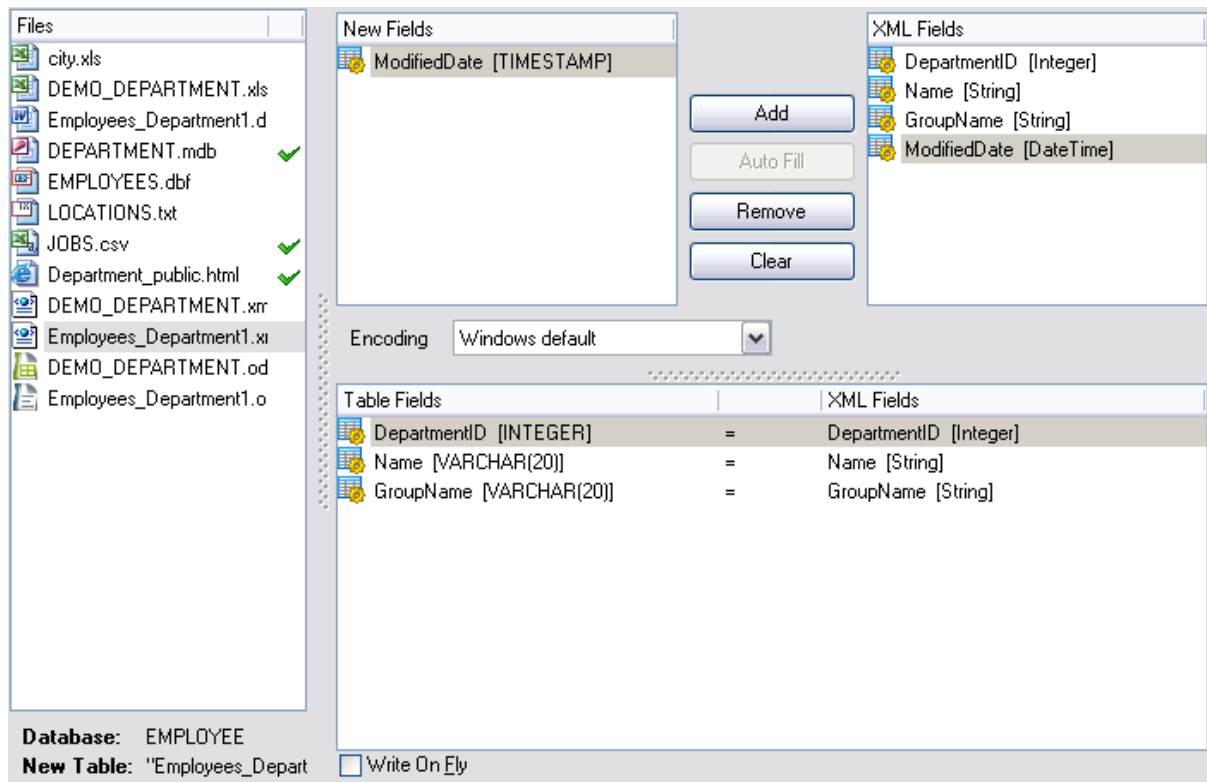 Files
city.xls
DEMO_DEPARTMENT.xls
Employees_Department1.d
DEPARTMENT.mdb
EMPLOYEES.dbf
LOCATIONS.txt
JOBS.csv
Department_public.html
DEMO_DEPARTMENT.xm
Employees_Department1.x
DEMO_DEPARTMENT.od
Employees_Department1.o
Database: EMPLOYEE
New Table: "Employees_Depart
New Fields
ModifiedDate [TIMESTAMP]
Add
Auto Fill
Remove
Clear
XML Fields
DepartmentID [Integer]
Name [String]
GroupName [String]
ModifiedDate [DateTime]
Encoding Windows default
Table Fields XML Fields
DepartmentID [INTEGER] = DepartmentID [Integer]
Name [VARCHAR(20)] = Name [String]
GroupName [VARCHAR(20)] = GroupName [String]
Write On Fly